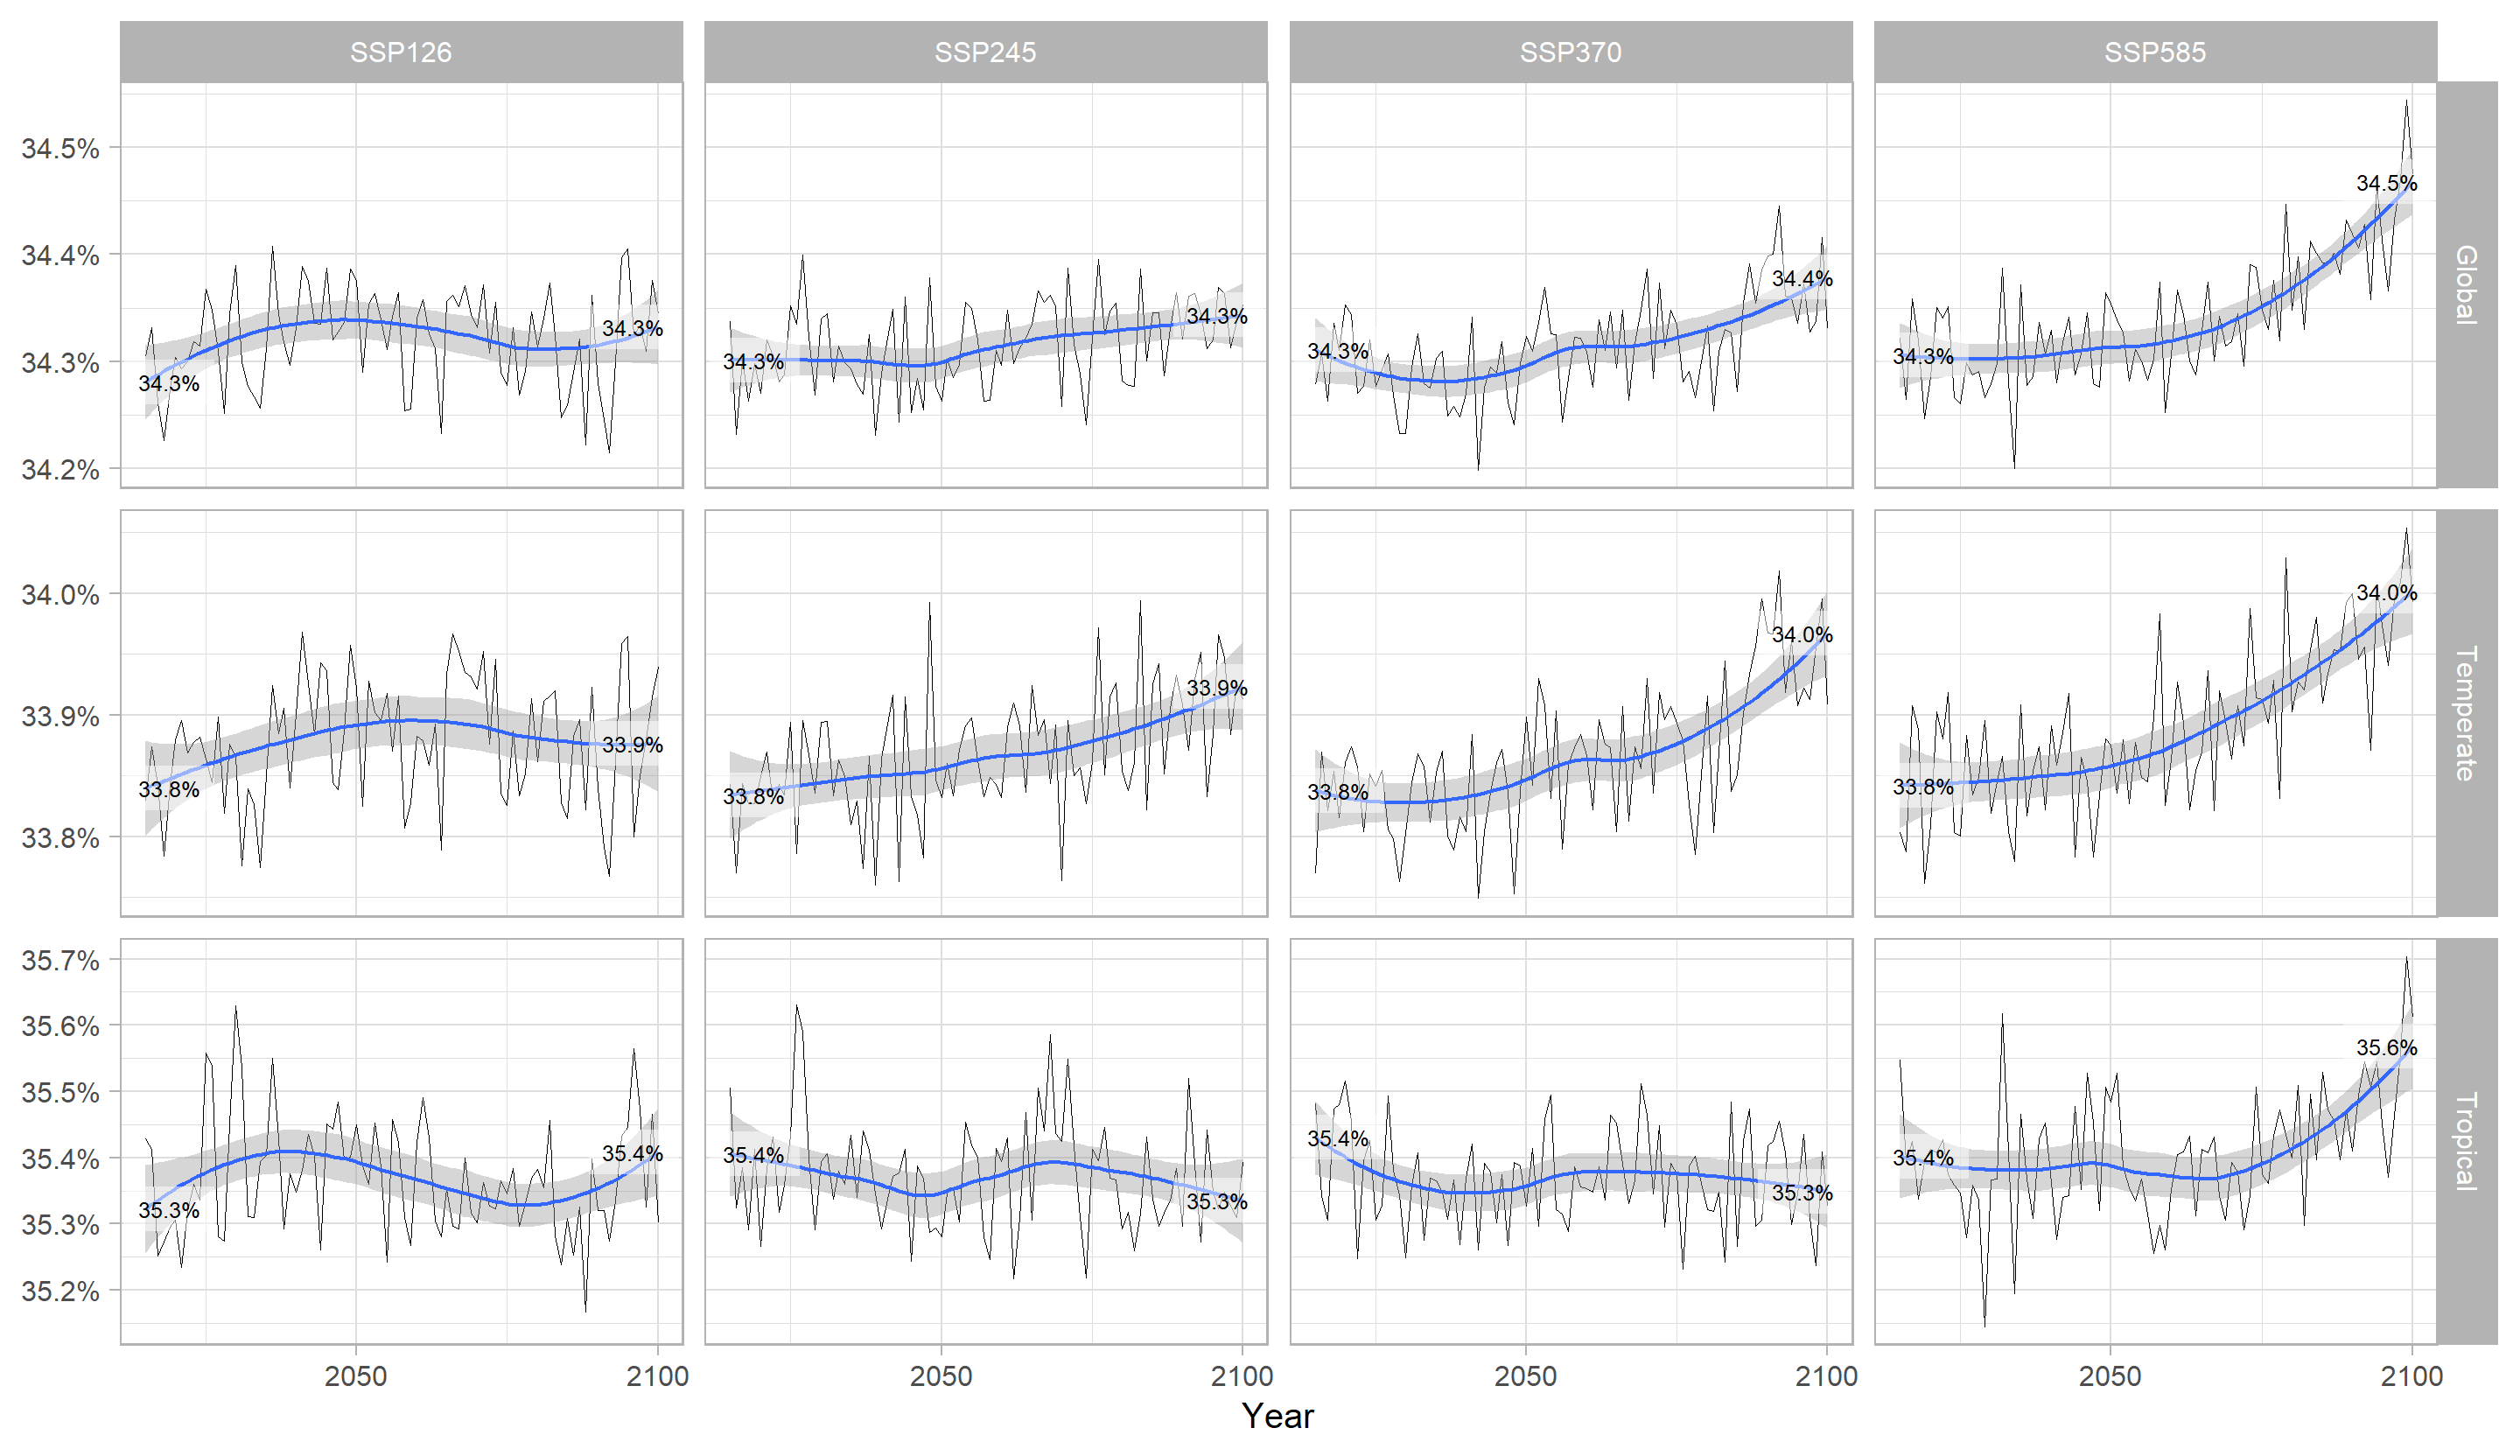 SSP126 SSP245 SSP370 SSP585
34.5%
34.4%
34.3%
34.2%
34.3% 34.3% 34.3% 34.3% 34.3% 34.4% 34.3% 34.5%
Global
34.0%
33.9%
33.8%
33.8% 33.9% 33.8% 33.9% 33.8% 34.0% 33.8% 34.0%
Temperate
35.7%
35.6%
35.5%
35.4%
35.3%
35.2%
35.3% 35.4% 35.4% 35.3% 35.4% 35.3% 35.4% 35.6%
Tropical
2050 2100 2050 2100 2050 2100 2050 2100
Year